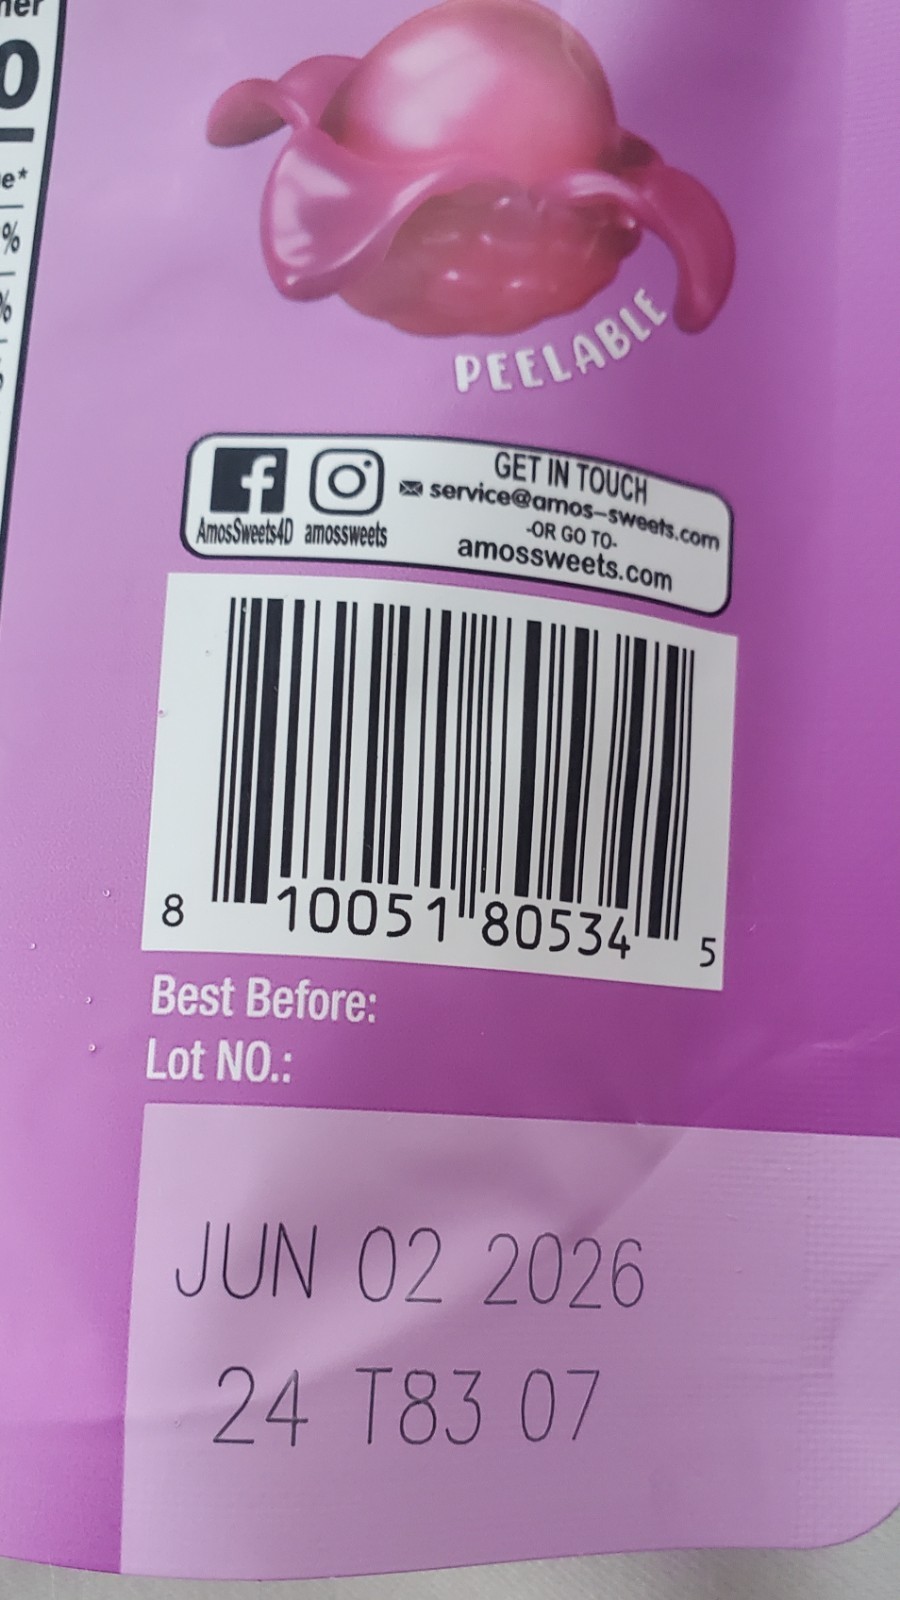 0
%
%
PEELABLE
GET IN TOUCH
service@amos-sweets.com
-OR GO TO-
amossweets.com
AmosSweets4D amossweets
8 10051 80534 5
Best Before:
Lot NO.:
JUN 02 2026
24 T83 07